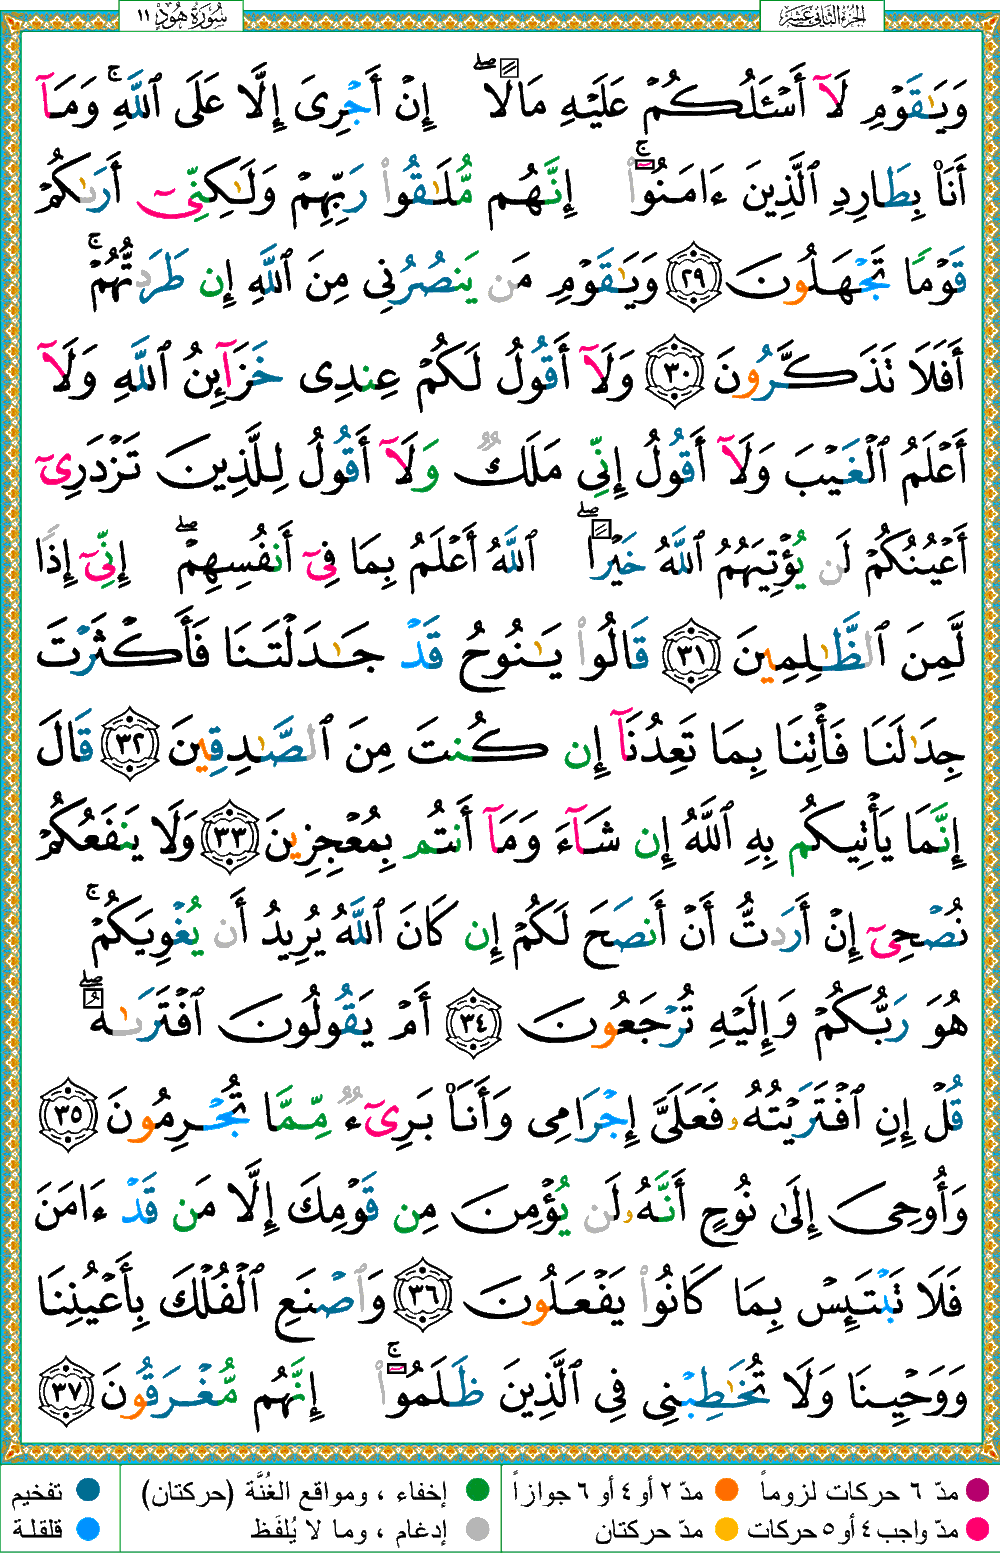 الجزء الثاني عشر
سُورَةُ هُودٍ ١١
وَيَـٰقَوْمِ لَآ أَسْـَٔلُكُمْ عَلَيْهِ مَالًا ۖ إِنْ أَجْرِىَ إِلَّا عَلَى ٱللَّهِ ۚ وَمَآ
أَنَا۠ بِطَارِدِ ٱلَّذِينَ ءَامَنُوٓا۟ ۚ إِنَّهُم مُّلَـٰقُوا۟ رَبِّهِمْ وَلَـٰكِنِّىٓ أَرَىٰكُمْ
قَوْمًا تَجْهَلُونَ ٢٩ وَيَـٰقَوْمِ مَن يَنصُرُنِى مِنَ ٱللَّهِ إِن طَرَدتُّهُمْ ۚ
أَفَلَا تَذَكَّرُونَ ٣٠ وَلَآ أَقُولُ لَكُمْ عِندِى خَزَآئِنُ ٱللَّهِ وَلَآ
أَعْلَمُ ٱلْغَيْبَ وَلَآ أَقُولُ إِنِّى مَلَكٌ وَلَآ أَقُولُ لِلَّذِينَ تَزْدَرِىٓ
أَعْيُنُكُمْ لَن يُؤْتِيَهُمُ ٱللَّهُ خَيْرًا ۖ ٱللَّهُ أَعْلَمُ بِمَا فِىٓ أَنفُسِهِمْ ۖ إِنِّىٓ إِذًا
لَّمِنَ ٱلظَّـٰلِمِينَ ٣١ قَالُوا۟ يَـٰنُوحُ قَدْ جَـٰدَلْتَنَا فَأَكْثَرْتَ
جِدَٰلَنَا فَأْتِنَا بِمَا تَعِدُنَآ إِن كُنتَ مِنَ ٱلصَّـٰدِقِينَ ٣٢ قَالَ
إِنَّمَا يَأْتِيكُم بِهِ ٱللَّهُ إِن شَآءَ وَمَآ أَنتُم بِمُعْجِزِينَ ٣٣ وَلَا يَنفَعُكُمْ
نُصْحِىٓ إِنْ أَرَدتُّ أَنْ أَنصَحَ لَكُمْ إِن كَانَ ٱللَّهُ يُرِيدُ أَن يُغْوِيَكُمْ ۚ
هُوَ رَبُّكُمْ وَإِلَيْهِ تُرْجَعُونَ ٣٤ أَمْ يَقُولُونَ ٱفْتَرَىٰهُ ۖ
قُلْ إِنِ ٱفْتَرَيْتُهُۥ فَعَلَىَّ إِجْرَامِى وَأَنَا۠ بَرِىٓءٌ مِّمَّا تُجْرِمُونَ ٣٥
وَأُوحِىَ إِلَىٰ نُوحٍ أَنَّهُۥ لَن يُؤْمِنَ مِن قَوْمِكَ إِلَّا مَن قَدْ ءَامَنَ
فَلَا تَبْتَئِسْ بِمَا كَانُوا۟ يَفْعَلُونَ ٣٦ وَٱصْنَعِ ٱلْفُلْكَ بِأَعْيُنِنَا
وَوَحْيِنَا وَلَا تُخَـٰطِبْنِى فِى ٱلَّذِينَ ظَلَمُوٓا۟ ۚ إِنَّهُم مُّغْرَقُونَ ٣٧
مدّ ٦ حركات لزوماً مدّ ٢ أو ٤ أو ٦ جوازاً إخفاء ، ومواقع الغُنَّة (حركتان) تفخيم
مدّ واجب ٤ أو ٥ حركات مدّ حركتان إدغام ، وما لا يُلفَظ قلقلة